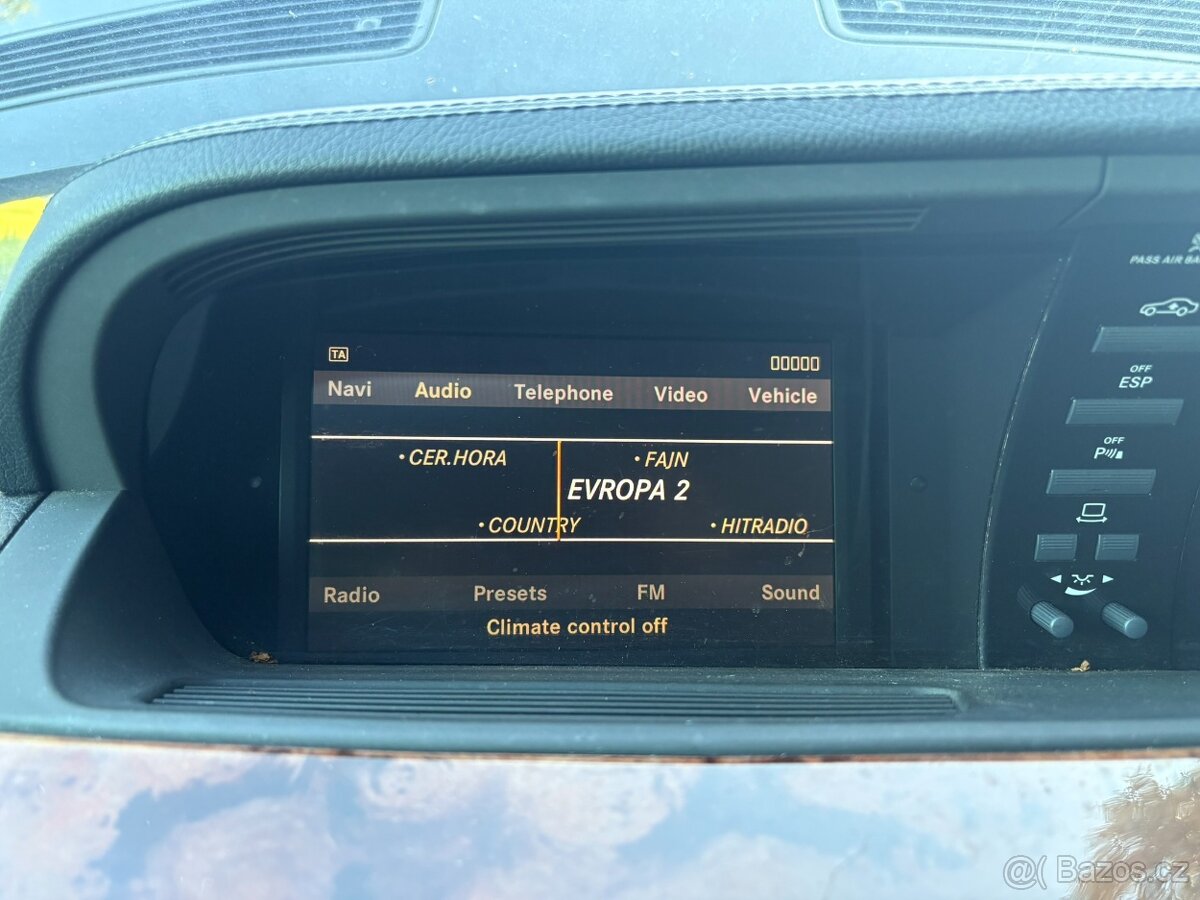 TA
Navi Audio Telephone Video Vehicle
•CER.HORA •FAJN
EVROPA 2
•COUNTRY •HITRADIO
Radio Presets FM Sound
Climate control off
PASS AIR
OFF
ESP
OFF
P
@( Bazos.cz